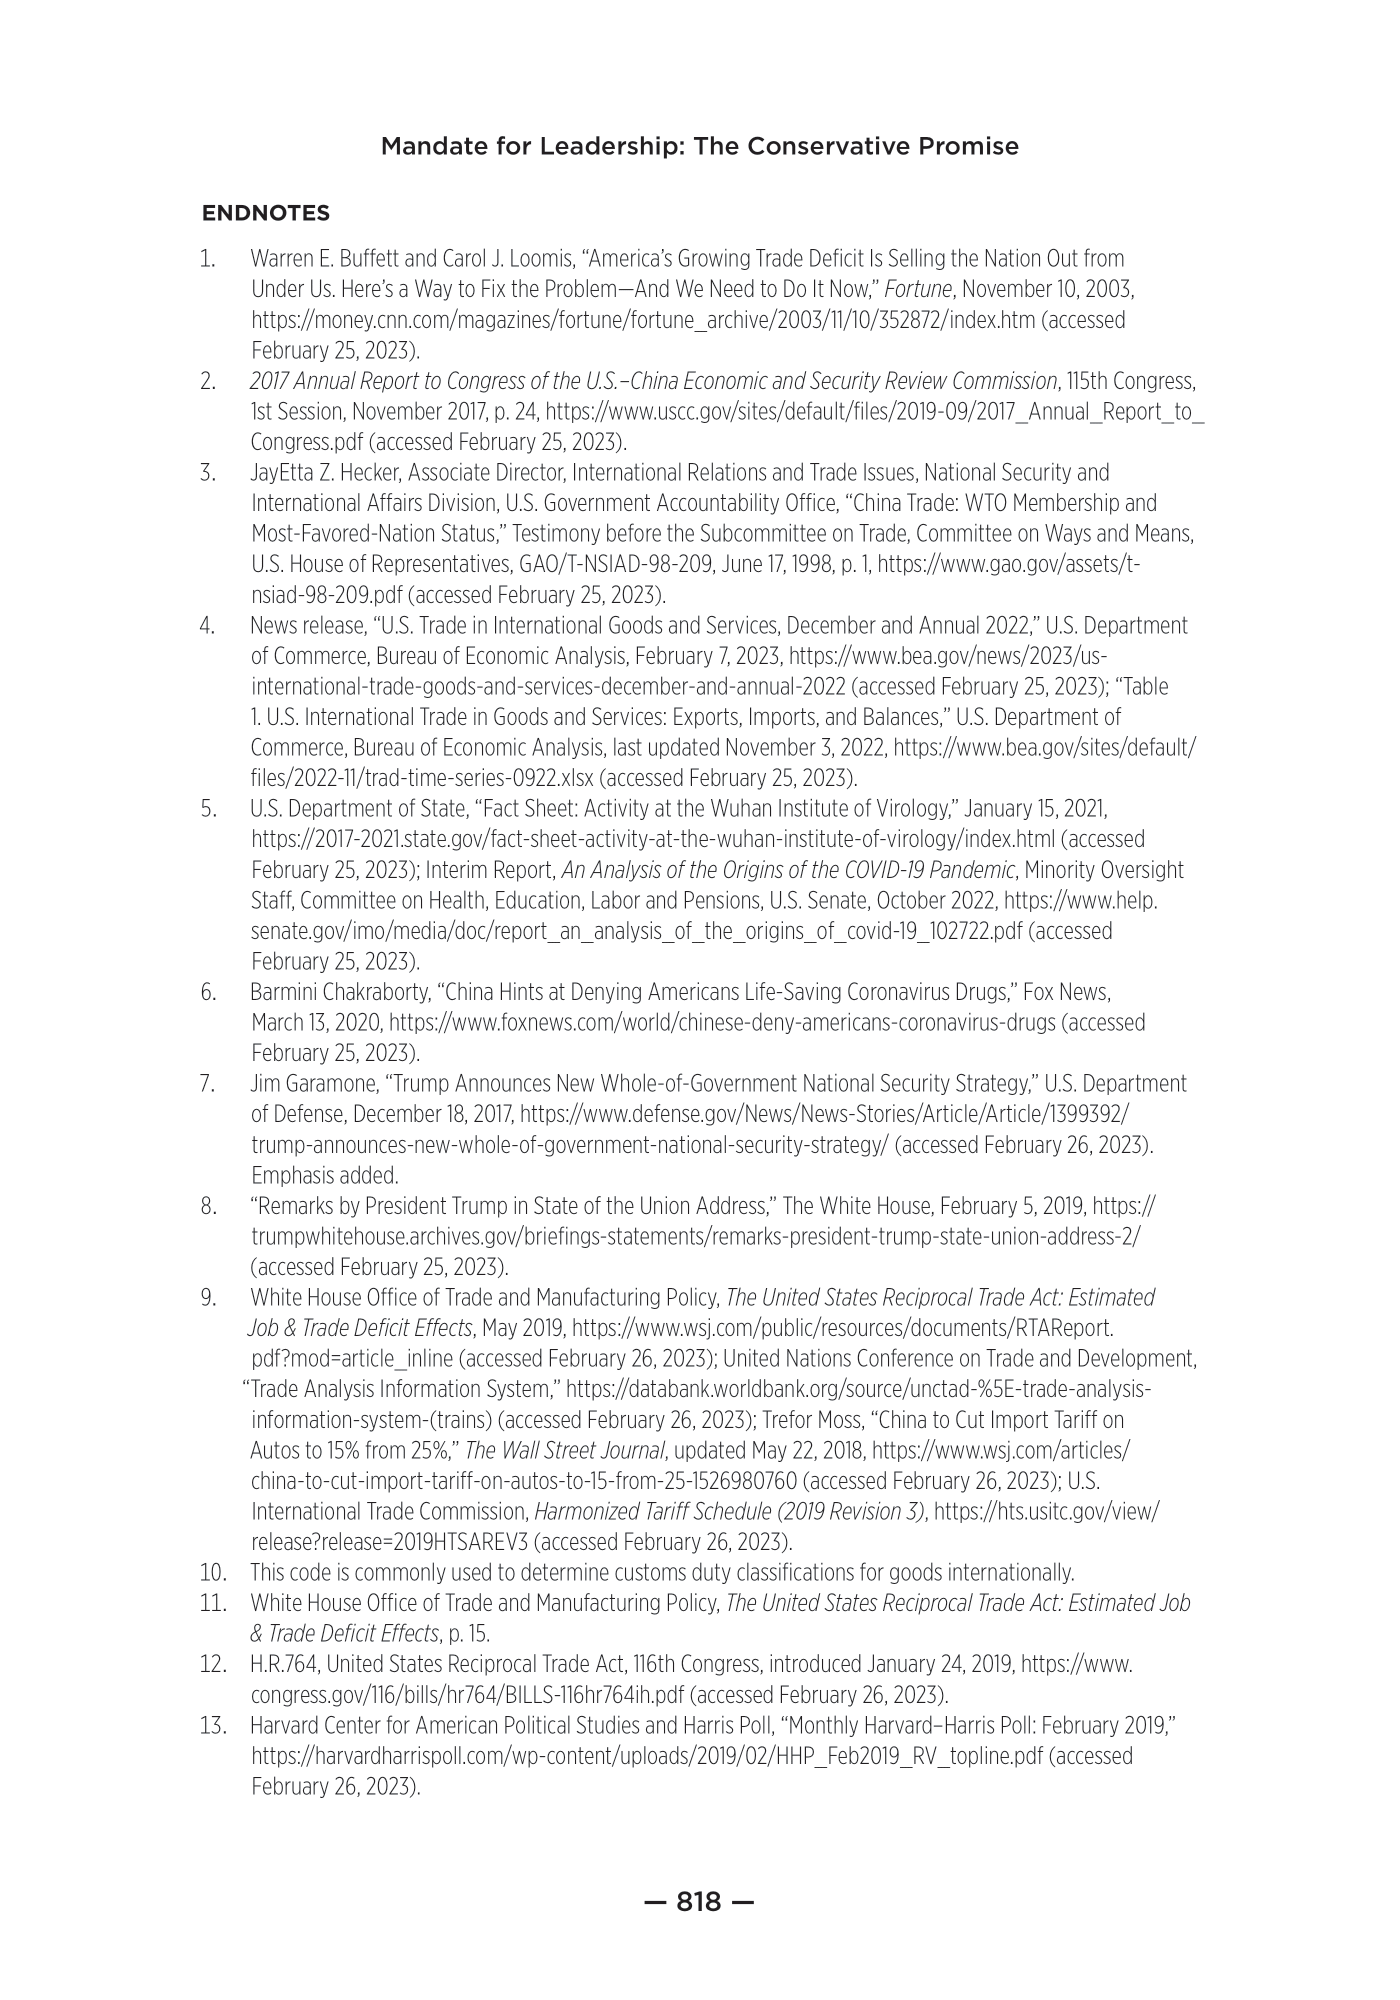 Mandate for Leadership: The Conservative Promise
ENDNOTES
1. Warren E. Buffett and Carol J. Loomis, “America’s Growing Trade Deficit Is Selling the Nation Out from
Under Us. Here’s a Way to Fix the Problem—And We Need to Do It Now,” Fortune, November 10, 2003,
https://money.cnn.com/magazines/fortune/fortune_archive/2003/11/10/352872/index.htm (accessed
February 25, 2023).
2. 2017 Annual Report to Congress of the U.S.–China Economic and Security Review Commission, 115th Congress,
1st Session, November 2017, p. 24, https://www.uscc.gov/sites/default/files/2019-09/2017_Annual_Report_to_
Congress.pdf (accessed February 25, 2023).
3. JayEtta Z. Hecker, Associate Director, International Relations and Trade Issues, National Security and
International Affairs Division, U.S. Government Accountability Office, “China Trade: WTO Membership and
Most-Favored-Nation Status,” Testimony before the Subcommittee on Trade, Committee on Ways and Means,
U.S. House of Representatives, GAO/T-NSIAD-98-209, June 17, 1998, p. 1, https://www.gao.gov/assets/t-
nsiad-98-209.pdf (accessed February 25, 2023).
4. News release, “U.S. Trade in International Goods and Services, December and Annual 2022,” U.S. Department
of Commerce, Bureau of Economic Analysis, February 7, 2023, https://www.bea.gov/news/2023/us-
international-trade-goods-and-services-december-and-annual-2022 (accessed February 25, 2023); “Table
1. U.S. International Trade in Goods and Services: Exports, Imports, and Balances,” U.S. Department of
Commerce, Bureau of Economic Analysis, last updated November 3, 2022, https://www.bea.gov/sites/default/
files/2022-11/trad-time-series-0922.xlsx (accessed February 25, 2023).
5. U.S. Department of State, “Fact Sheet: Activity at the Wuhan Institute of Virology,” January 15, 2021,
https://2017-2021.state.gov/fact-sheet-activity-at-the-wuhan-institute-of-virology/index.html (accessed
February 25, 2023); Interim Report, An Analysis of the Origins of the COVID-19 Pandemic, Minority Oversight
Staff, Committee on Health, Education, Labor and Pensions, U.S. Senate, October 2022, https://www.help.
senate.gov/imo/media/doc/report_an_analysis_of_the_origins_of_covid-19_102722.pdf (accessed
February 25, 2023).
6. Barmini Chakraborty, “China Hints at Denying Americans Life-Saving Coronavirus Drugs,” Fox News,
March 13, 2020, https://www.foxnews.com/world/chinese-deny-americans-coronavirus-drugs (accessed
February 25, 2023).
7. Jim Garamone, “Trump Announces New Whole-of-Government National Security Strategy,” U.S. Department
of Defense, December 18, 2017, https://www.defense.gov/News/News-Stories/Article/Article/1399392/
trump-announces-new-whole-of-government-national-security-strategy/ (accessed February 26, 2023).
Emphasis added.
8. “Remarks by President Trump in State of the Union Address,” The White House, February 5, 2019, https://
trumpwhitehouse.archives.gov/briefings-statements/remarks-president-trump-state-union-address-2/
(accessed February 25, 2023).
9. White House Office of Trade and Manufacturing Policy, The United States Reciprocal Trade Act: Estimated
Job & Trade Deficit Effects, May 2019, https://www.wsj.com/public/resources/documents/RTAReport.
pdf?mod=article_inline (accessed February 26, 2023); United Nations Conference on Trade and Development,
“Trade Analysis Information System,” https://databank.worldbank.org/source/unctad-%5E-trade-analysis-
information-system-(trains) (accessed February 26, 2023); Trefor Moss, “China to Cut Import Tariff on
Autos to 15% from 25%,” The Wall Street Journal, updated May 22, 2018, https://www.wsj.com/articles/
china-to-cut-import-tariff-on-autos-to-15-from-25-1526980760 (accessed February 26, 2023); U.S.
International Trade Commission, Harmonized Tariff Schedule (2019 Revision 3), https://hts.usitc.gov/view/
release?release=2019HTSAREV3 (accessed February 26, 2023).
10. This code is commonly used to determine customs duty classifications for goods internationally.
11. White House Office of Trade and Manufacturing Policy, The United States Reciprocal Trade Act: Estimated Job
& Trade Deficit Effects, p. 15.
12. H.R.764, United States Reciprocal Trade Act, 116th Congress, introduced January 24, 2019, https://www.
congress.gov/116/bills/hr764/BILLS-116hr764ih.pdf (accessed February 26, 2023).
13. Harvard Center for American Political Studies and Harris Poll, “Monthly Harvard–Harris Poll: February 2019,”
https://harvardharrispoll.com/wp-content/uploads/2019/02/HHP_Feb2019_RV_topline.pdf (accessed
February 26, 2023).
— 818 —